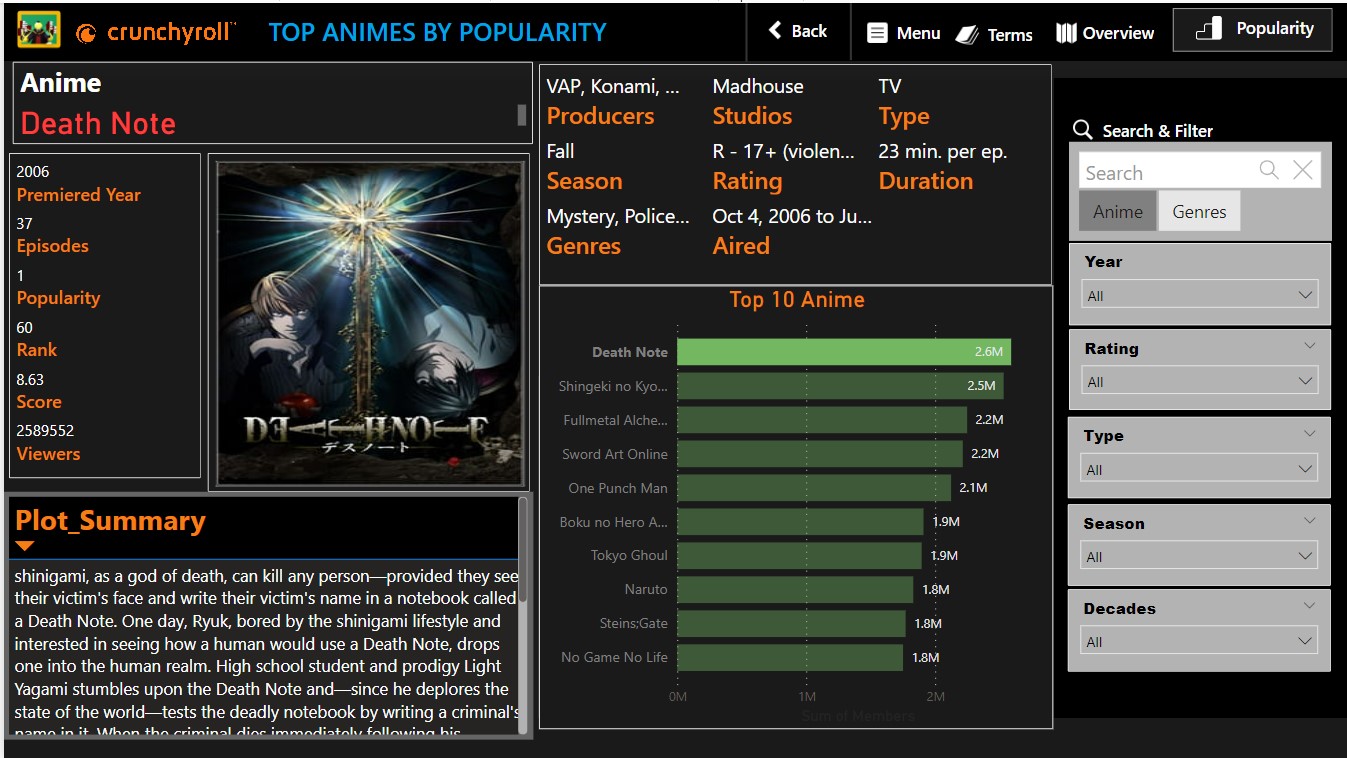 crunchyroll
TOP ANIMES BY POPULARITY
Back
Menu
Terms
Overview
Popularity
Anime
Death Note
2006
Premiered Year
37
Episodes
1
Popularity
60
Rank
8.63
Score
2589552
Viewers
DEATH NOTE
デスノート
Plot_Summary
shinigami, as a god of death, can kill any person—provided they see
their victim's face and write their victim's name in a notebook called
a Death Note. One day, Ryuk, bored by the shinigami lifestyle and
interested in seeing how a human would use a Death Note, drops
one into the human realm. High school student and prodigy Light
Yagami stumbles upon the Death Note and—since he deplores the
state of the world—tests the deadly notebook by writing a criminal's
name in it. When the criminal dies immediately following his
VAP, Konami, ...
Producers
Madhouse
Studios
TV
Type
Fall
Season
R - 17+ (violen...
Rating
23 min. per ep.
Duration
Mystery, Police...
Genres
Oct 4, 2006 to Ju...
Aired
Top 10 Anime
Death Note 2.6M
Shingeki no Kyo... 2.5M
Fullmetal Alche... 2.2M
Sword Art Online 2.2M
One Punch Man 2.1M
Boku no Hero A... 1.9M
Tokyo Ghoul 1.9M
Naruto 1.8M
Steins;Gate 1.8M
No Game No Life 1.8M
0M 1M 2M
Sum of Members
Search & Filter
Search
Anime
Genres
Year
All
Rating
All
Type
All
Season
All
Decades
All